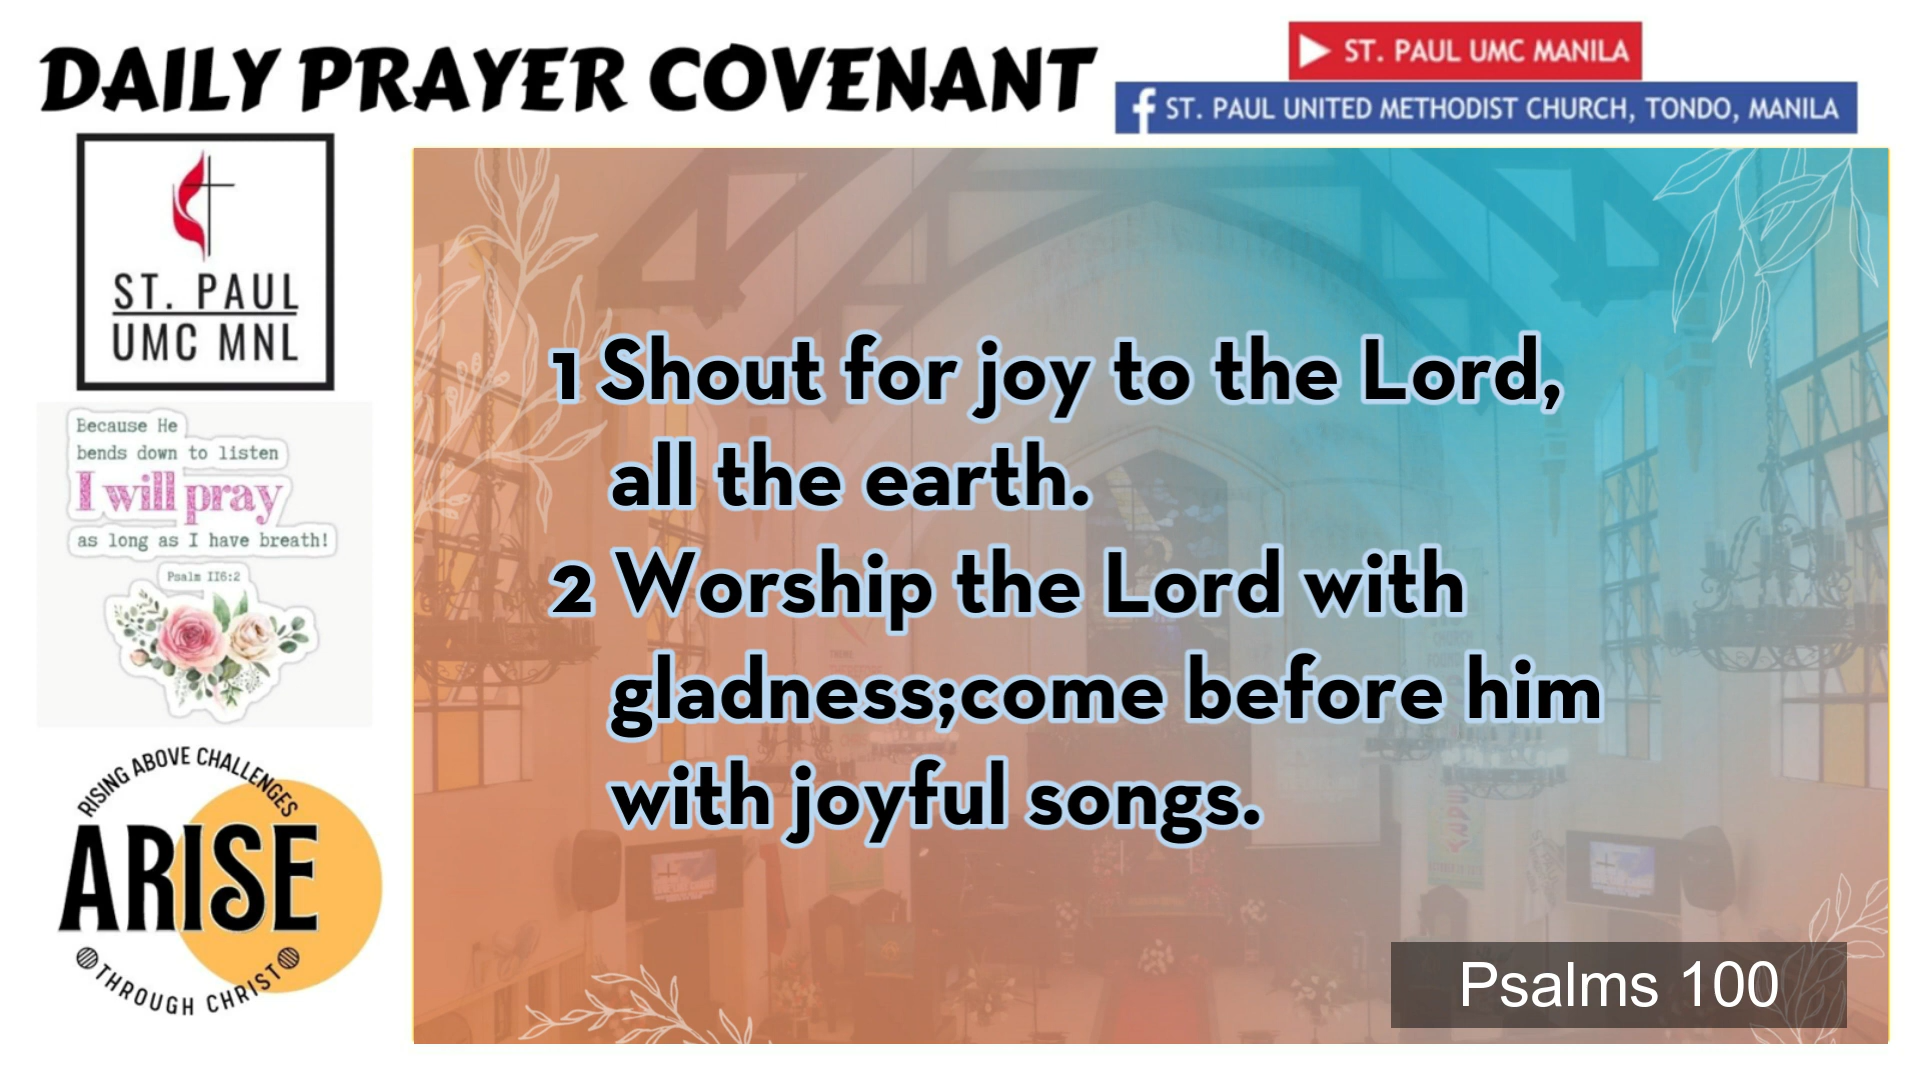 DAILY PRAYER COVENANT
ST. PAUL UMC MANILA
ST. PAUL UNITED METHODIST CHURCH, TONDO, MANILA
ST. PAUL
UMC MNL
Because He
bends down to listen
I will pray
as long as I have breath!
Psalm 116:2
RISING ABOVE CHALLENGES
ARISE
THROUGH CHRIST
1 Shout for joy to the Lord,
all the earth.
2 Worship the Lord with
gladness;come before him
with joyful songs.
Psalms 100